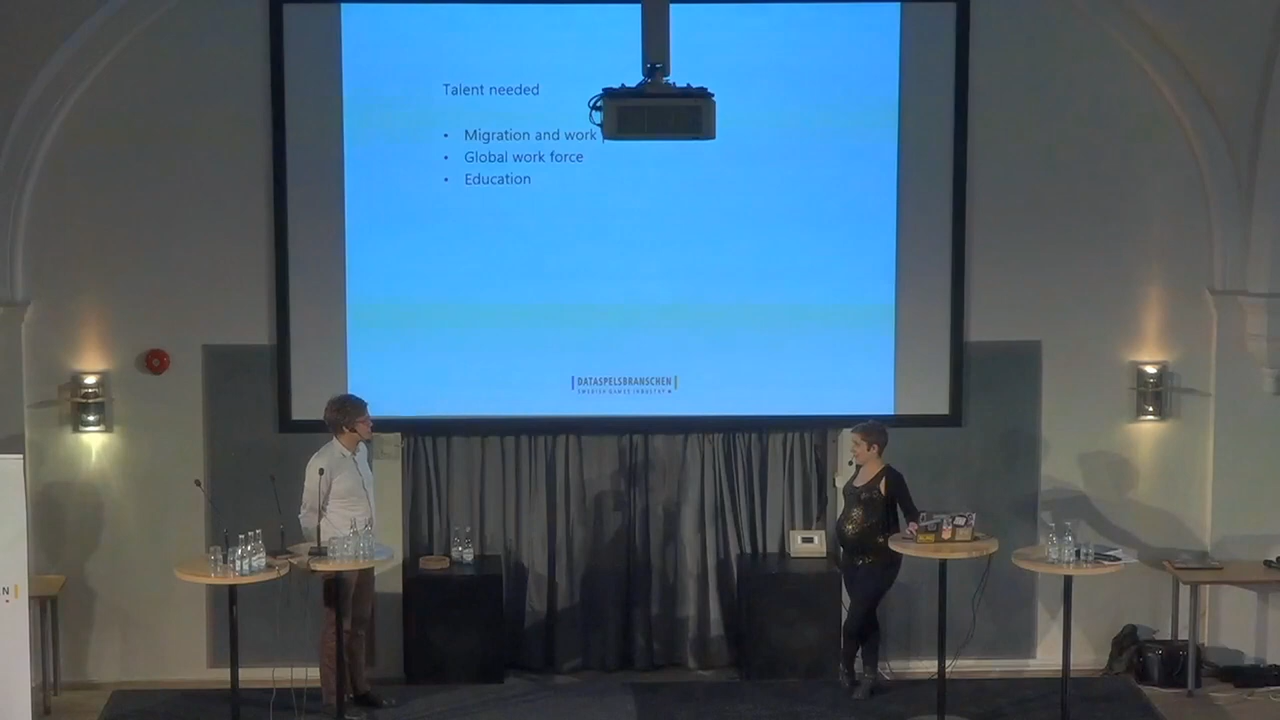 Talent needed
• Migration and work
• Global work force
• Education
DATASPELSBRANSCHEN
SWEDISH GAMES INDUSTRY
N